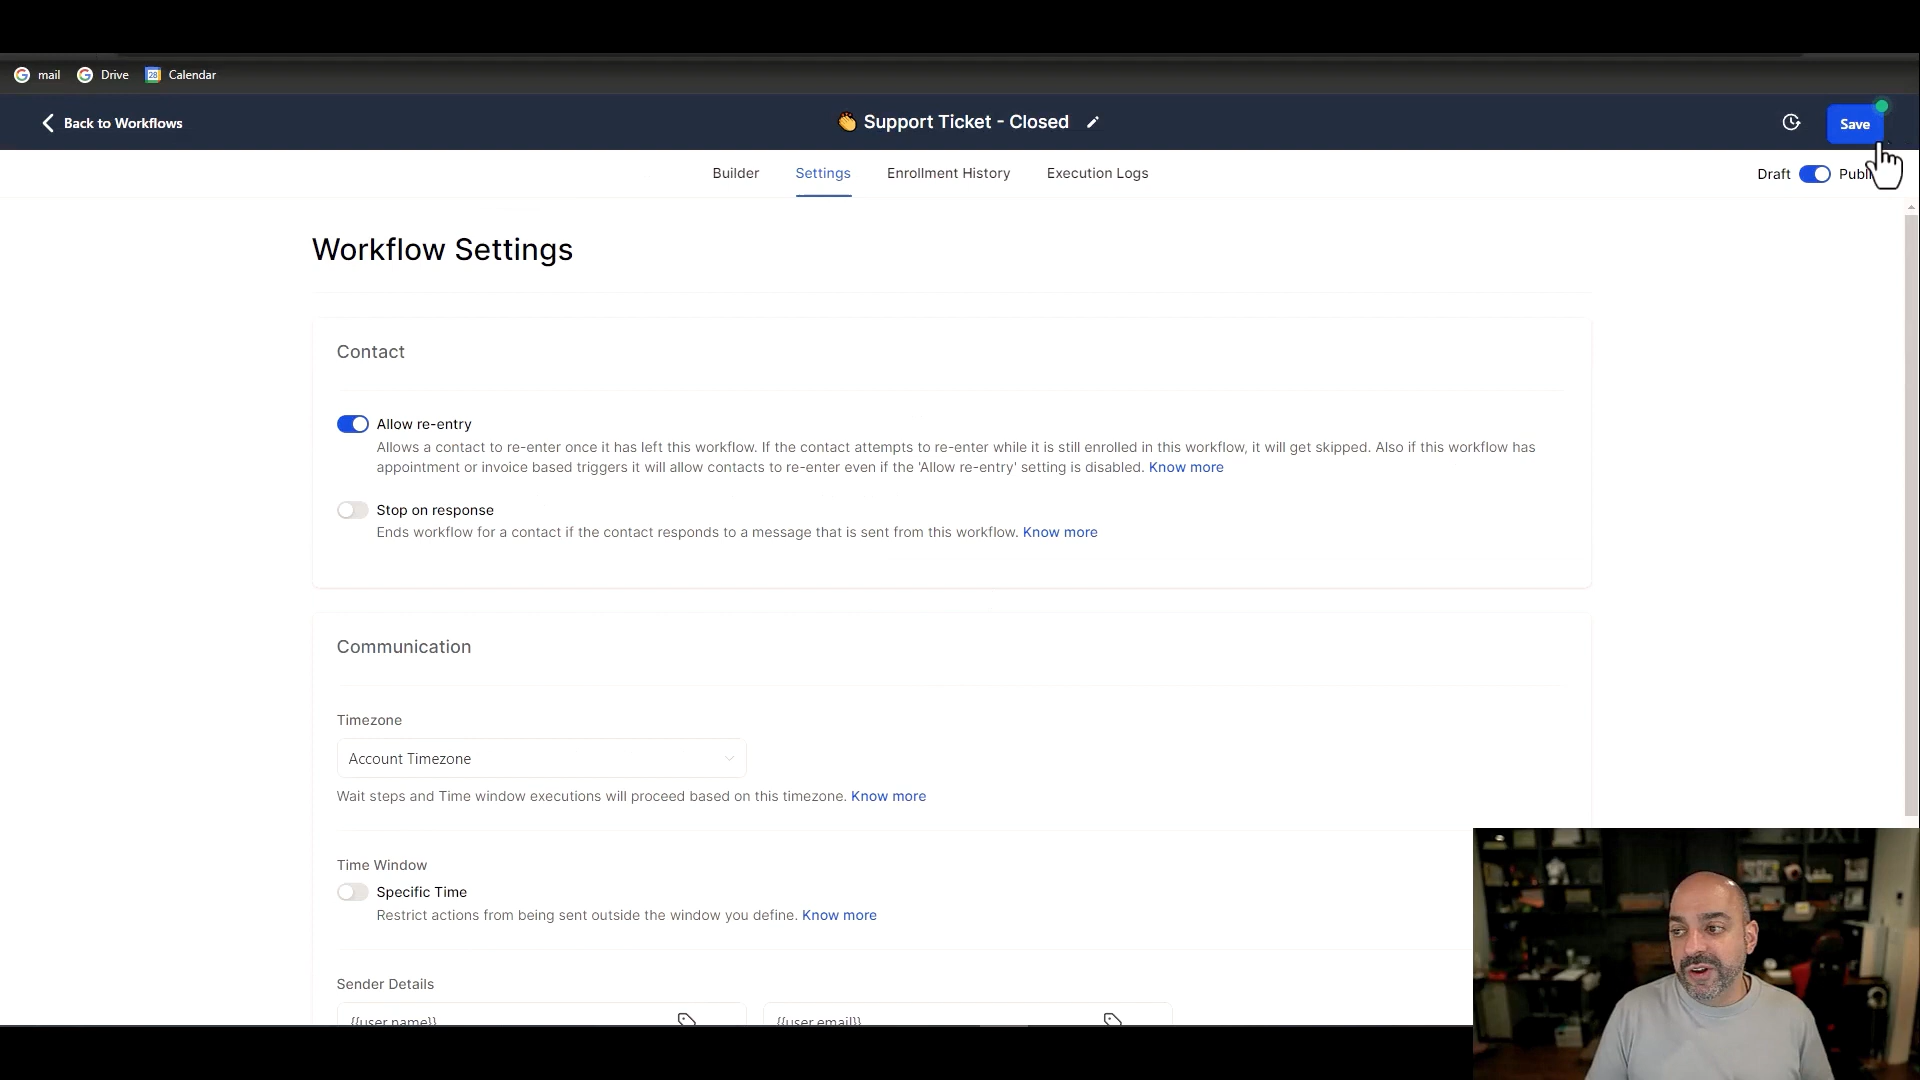 mail Drive 28 Calendar
Back to Workflows
Support Ticket - Closed
Save
Builder Settings Enrollment History Execution Logs
Draft
Workflow Settings
Contact
Allow re-entry
Allows a contact to re-enter once it has left this workflow. If the contact attempts to re-enter while it is still enrolled in this workflow, it will get skipped. Also if this workflow has
appointment or invoice based triggers it will allow contacts to re-enter even if the 'Allow re-entry' setting is disabled. Know more
Stop on response
Ends workflow for a contact if the contact responds to a message that is sent from this workflow. Know more
Communication
Timezone
Account Timezone
Wait steps and Time window executions will proceed based on this timezone. Know more
Time Window
Specific Time
Restrict actions from being sent outside the window you define. Know more
Sender Details
{{user.name}} {{user.email}}